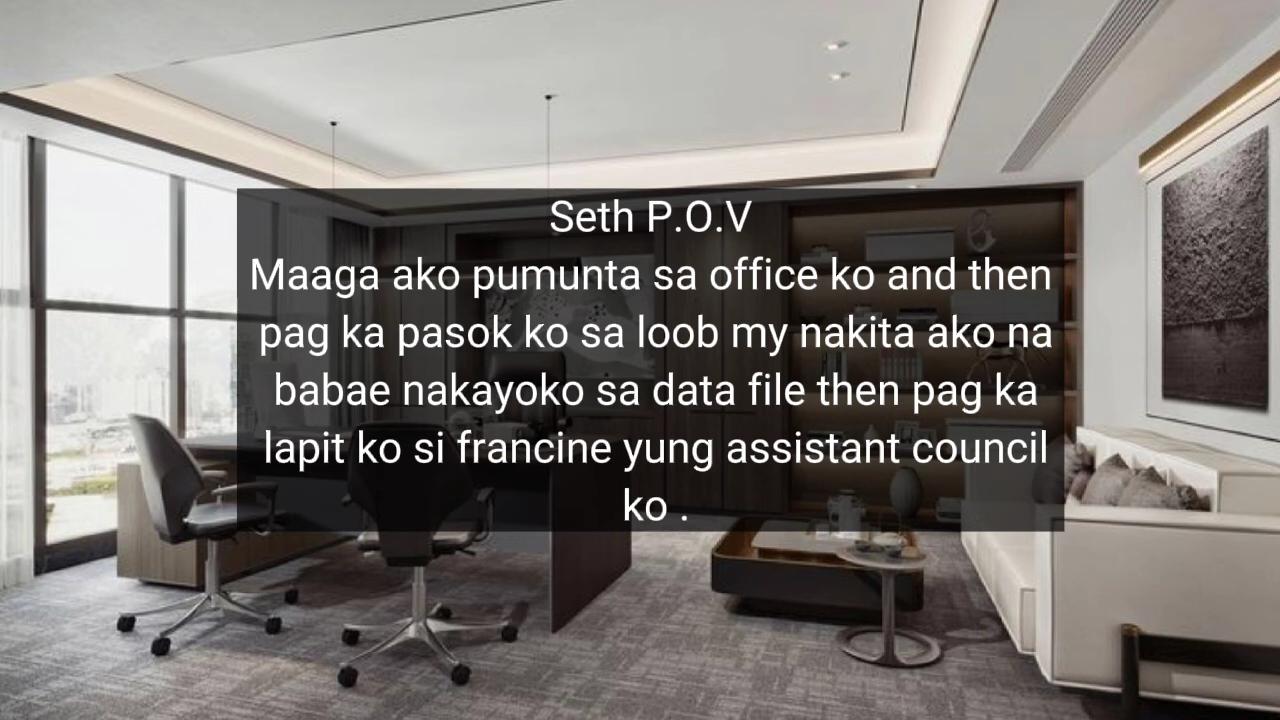 Seth P.O.V
Maaga ako pumunta sa office ko and then
pag ka pasok ko sa loob my nakita ako na
babae nakayoko sa data file then pag ka
lapit ko si francine yung assistant council
ko .